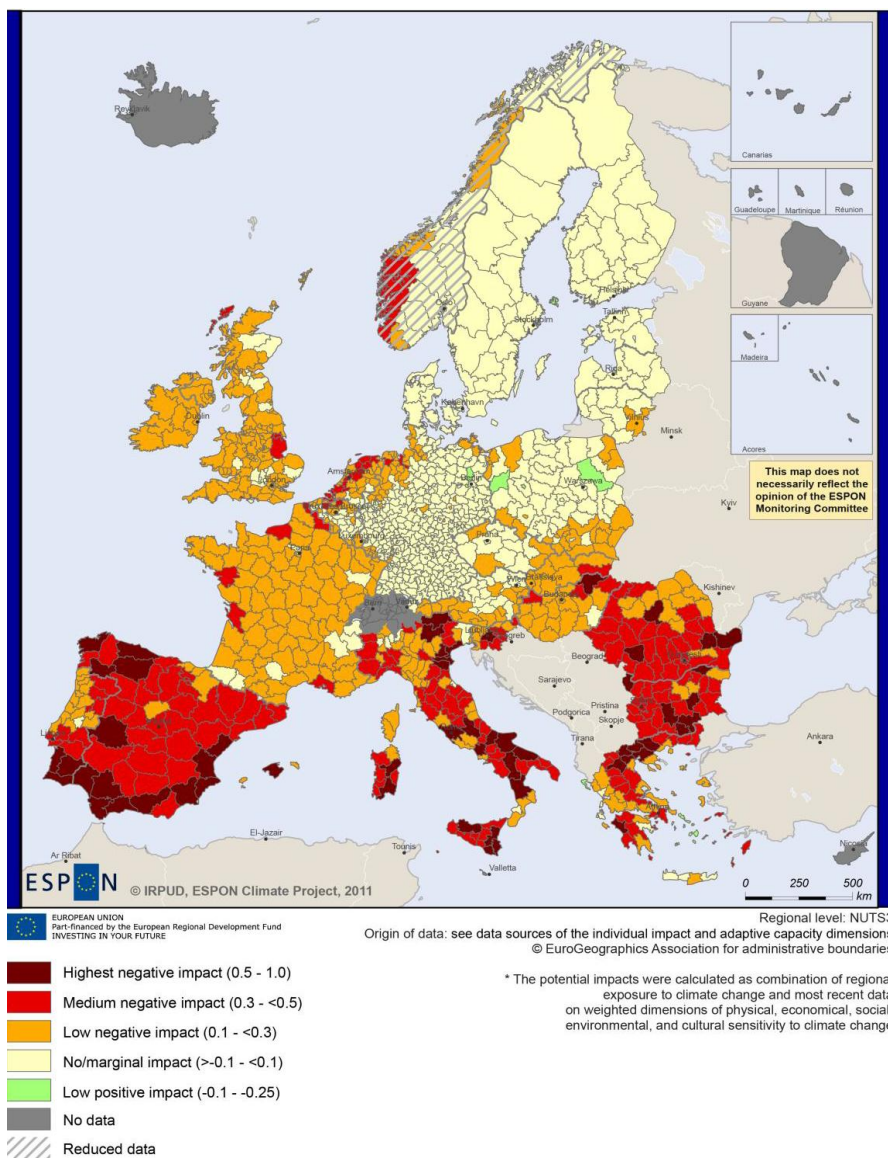 Reykjavik
Canarias
Guadeloupe
Martinique
Réunion
Guyane
Helsinki
Oslo
Tallinn
Stockholm
Madeira
Riga
Acores
København
Dublin
Vilnius
Minsk
This map does not
necessarily reflect the
opinion of the ESPON
Monitoring Committee
Amsterdam
London
Berlin
Warszawa
Kyiv
Luxembourg
Praha
Paris
Wien
Bratislava
Kishinev
Bern
Vaduz
Budapest
Zagreb
Beograd
Sarajevo
Pristina
Podgorica
Skopje
Tirana
Ankara
Athina
El-Jazair
Tounis
Ar Ribat
Valletta
Nicosia
ESPON
© IRPUD, ESPON Climate Project, 2011
0 250 500
km
EUROPEAN UNION
Part-financed by the European Regional Development Fund
INVESTING IN YOUR FUTURE
Regional level: NUTS3
Origin of data: see data sources of the individual impact and adaptive capacity dimensions
© EuroGeographics Association for administrative boundaries
Highest negative impact (0.5 - 1.0)
Medium negative impact (0.3 - <0.5)
Low negative impact (0.1 - <0.3)
No/marginal impact (>-0.1 - <0.1)
Low positive impact (-0.1 - -0.25)
No data
Reduced data
* The potential impacts were calculated as combination of regional
exposure to climate change and most recent data
on weighted dimensions of physical, economical, social,
environmental, and cultural sensitivity to climate change